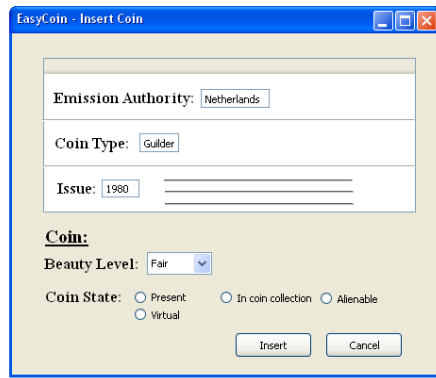 EasyCoin - Insert Coin
Emission Authority: Netherlands
Coin Type: Guilder
Issue: 1980
Coin:
Beauty Level: Fair
Coin State: Present In coin collection Alienable
Virtual
Insert Cancel